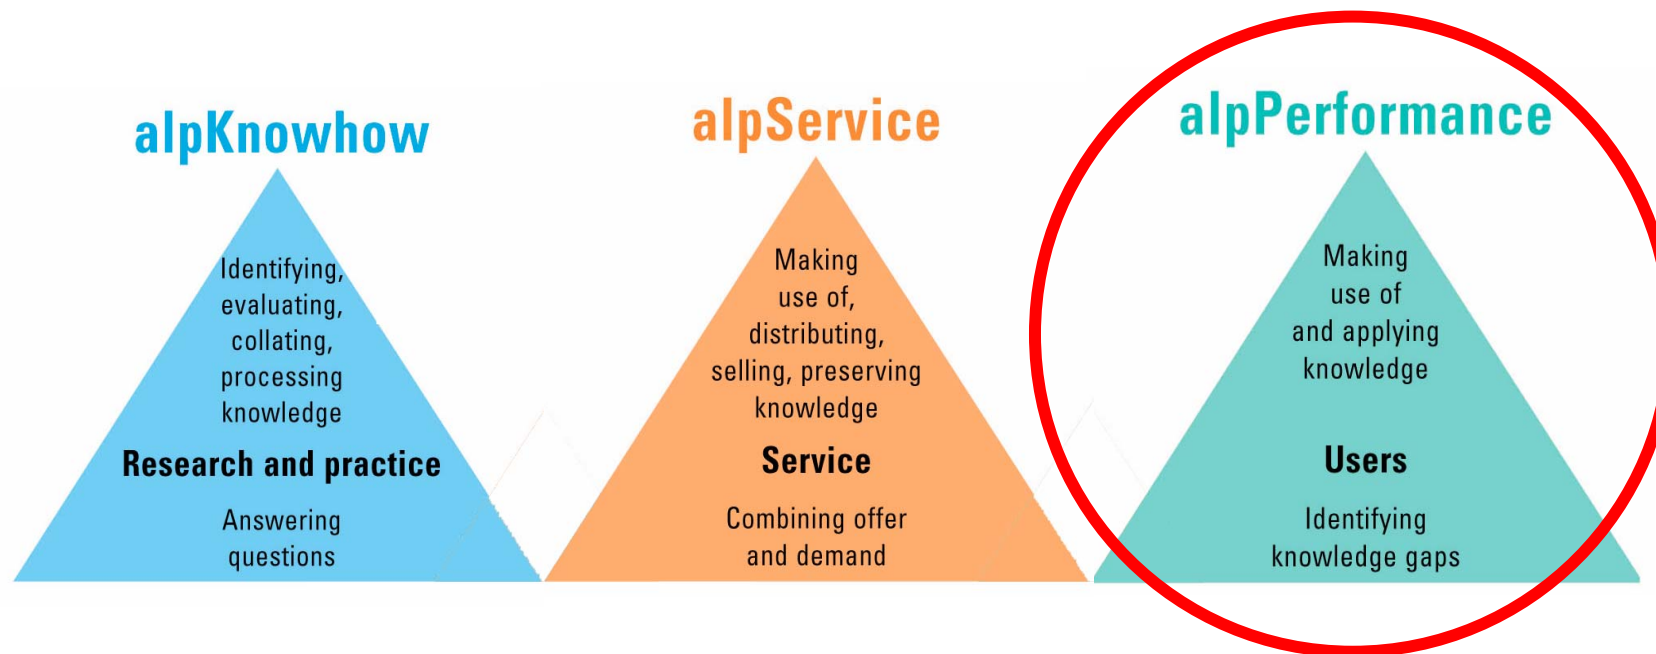 alpKnowhow
Identifying,
evaluating,
collating,
processing
knowledge
Research and practice
Answering
questions
alpService
Making
use of,
distributing,
selling, preserving
knowledge
Service
Combining offer
and demand
alpPerformance
Making
use of
and applying
knowledge
Users
Identifying
knowledge gaps